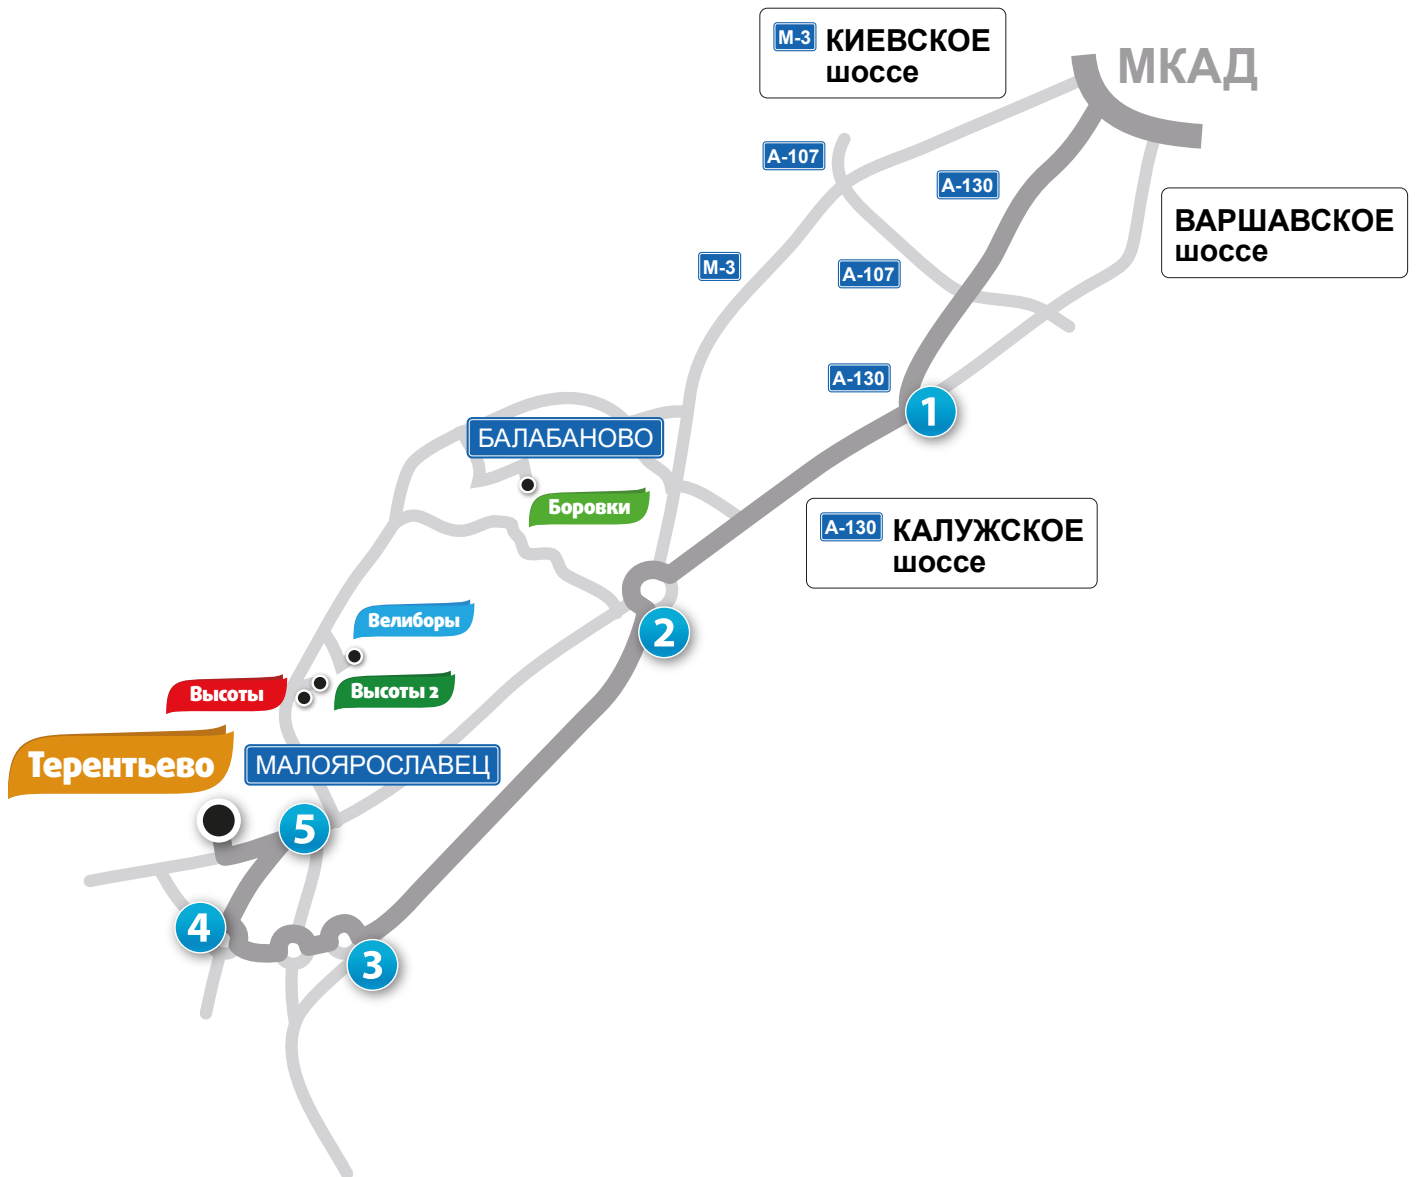 М-3 КИЕВСКОЕ
шоссе
МКАД
А-107
А-130
ВАРШАВСКОЕ
шоссе
М-3
А-107
А-130
1
БАЛАБАНОВО
Боровки
А-130 КАЛУЖСКОЕ
шоссе
Велиборы
2
Высоты
Высоты 2
Терентьево
МАЛОЯРОСЛАВЕЦ
5
4
3